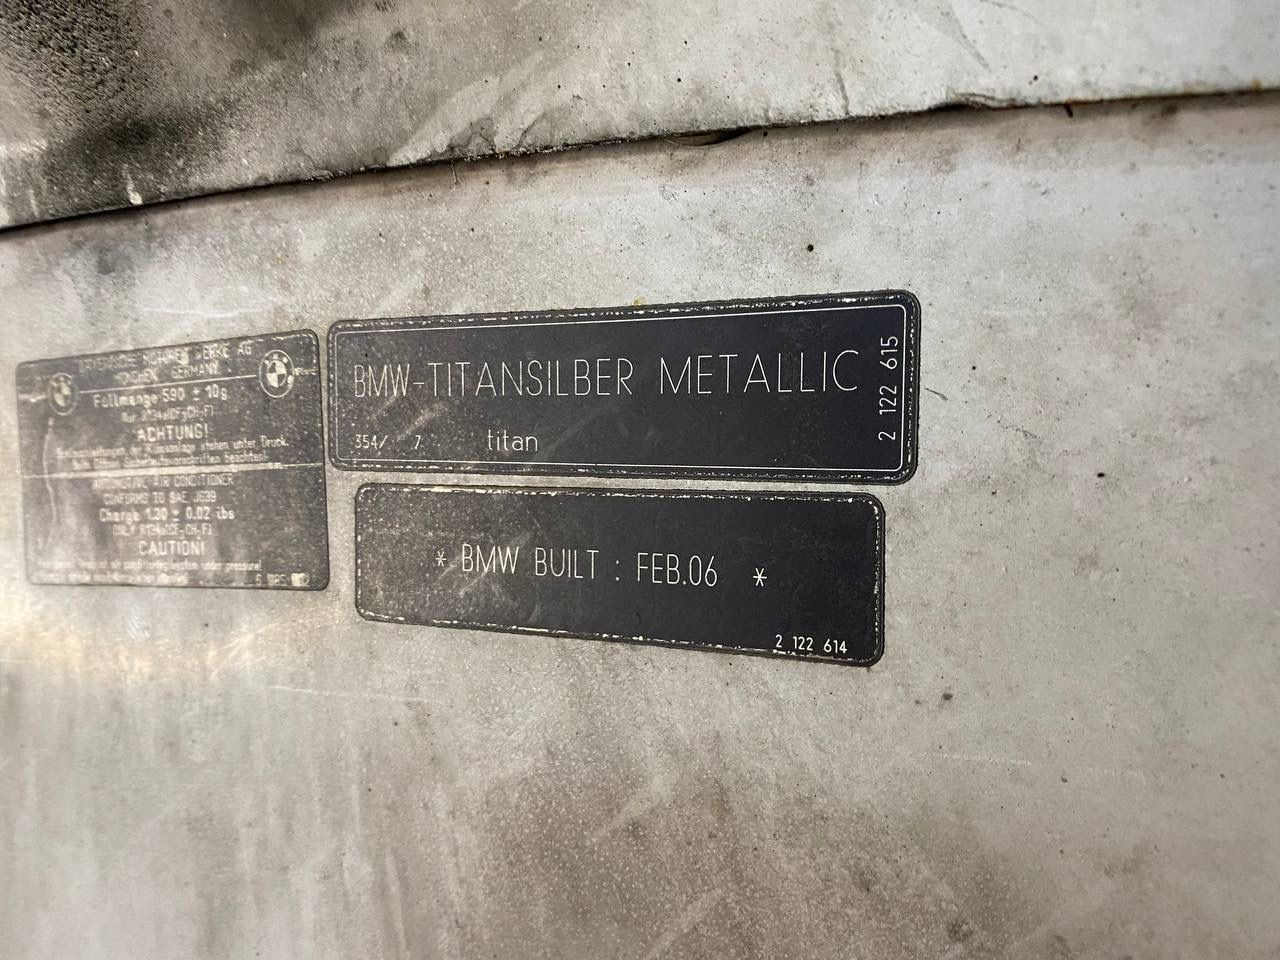 BAYERISCHE MOTOREN WERKE AG
MÜNCHEN GERMANY
Füllmenge 590 ± 10g
ACHTUNG!
AUTOMOTIVE AIR CONDITIONER
CONFORMS TO SAE J639
Charge 1.30 ± 0.02 lbs
CAUTION!
BMW-TITANSILBER METALLIC
354/ 7 titan
2 122 615
* BMW BUILT : FEB.06 *
2 122 614